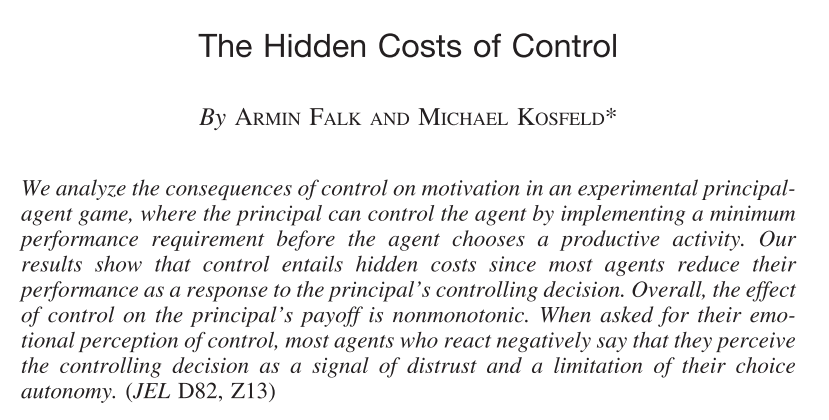 The Hidden Costs of Control
By ARMIN FALK AND MICHAEL KOSFELD*
We analyze the consequences of control on motivation in an experimental principal-
agent game, where the principal can control the agent by implementing a minimum
performance requirement before the agent chooses a productive activity. Our
results show that control entails hidden costs since most agents reduce their
performance as a response to the principal's controlling decision. Overall, the effect
of control on the principal's payoff is nonmonotonic. When asked for their emo-
tional perception of control, most agents who react negatively say that they perceive
the controlling decision as a signal of distrust and a limitation of their choice
autonomy. (JEL D82, Z13)